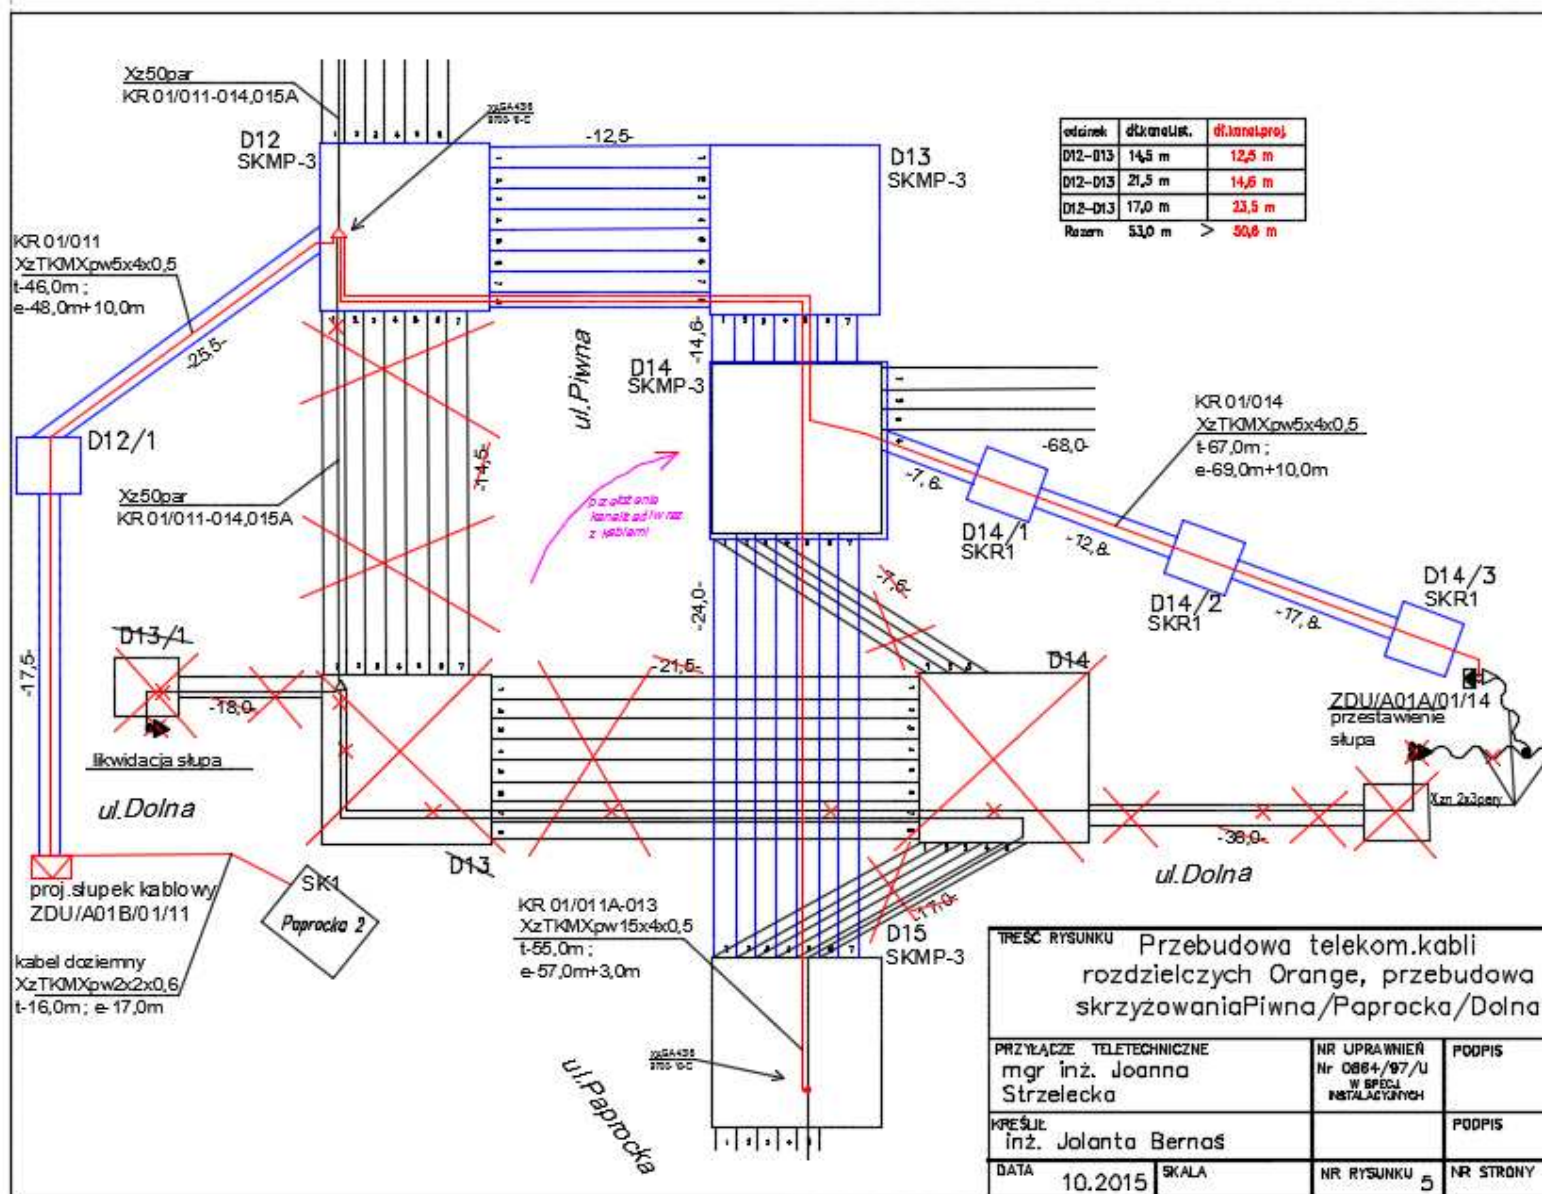 Xz50par
KR 01/011-014,015A
D12
SKMP-3
-12,5-
D13
SKMP-3
odcinek dł.kanal.ist. dł.kanal.proj.
D12-D13 14,5 m 12,5 m
D12-D13 21,5 m 14,6 m
D12-D13 17,0 m 23,5 m
Razem 53,0 m > 50,6 m
KR 01/011
XzTKMXpw5x4x0,5
t-46,0m ;
e-48,0m+10,0m
-25,5-
ul.Piwna
-14,6-
D14
SKMP-3
KR 01/014
XzTKMXpw5x4x0,5
t-67,0m ;
e-69,0m+10,0m
-68,0-
D12/1
-14,5-
Xz50par
KR 01/011-014,015A
z kablami
-7,6-
D14/1
SKR1
-12,8-
D14/2
SKR1
-17,8-
D14/3
SKR1
-7,6-
-24,0-
D13/1
-17,5-
-18,0-
-21,5-
D14
ZDU/A01A/01/14
przestawienie
słupa
likwidacja słupa
ul.Dolna
Xzn 2x3pary
-38,0-
D13
ul.Dolna
proj.słupek kablowy
ZDU/A01B/01/11
SK1
Paprocka 2
KR 01/011A-013
XzTKMXpw15x4x0,5
t-55,0m ;
e-57,0m+3,0m
-17,0-
D15
SKMP-3
kabel doziemny
XzTKMXpw2x2x0,6
t-16,0m ; e-17,0m
ul.Paprocka
TREŚĆ RYSUNKU Przebudowa telekom.kabli
rozdzielczych Orange, przebudowa
skrzyżowaniaPiwna/Paprocka/Dolna
PRZYŁĄCZE TELETECHNICZNE
mgr inż. Joanna
Strzelecka
NR UPRAWNIEŃ
Nr 0864/97/U
W SPECJ.
INSTALACYJNYCH
PODPIS
KREŚLIŁ
inż. Jolanta Bernaś
PODPIS
DATA 10.2015
SKALA
NR RYSUNKU 5
NR STRONY